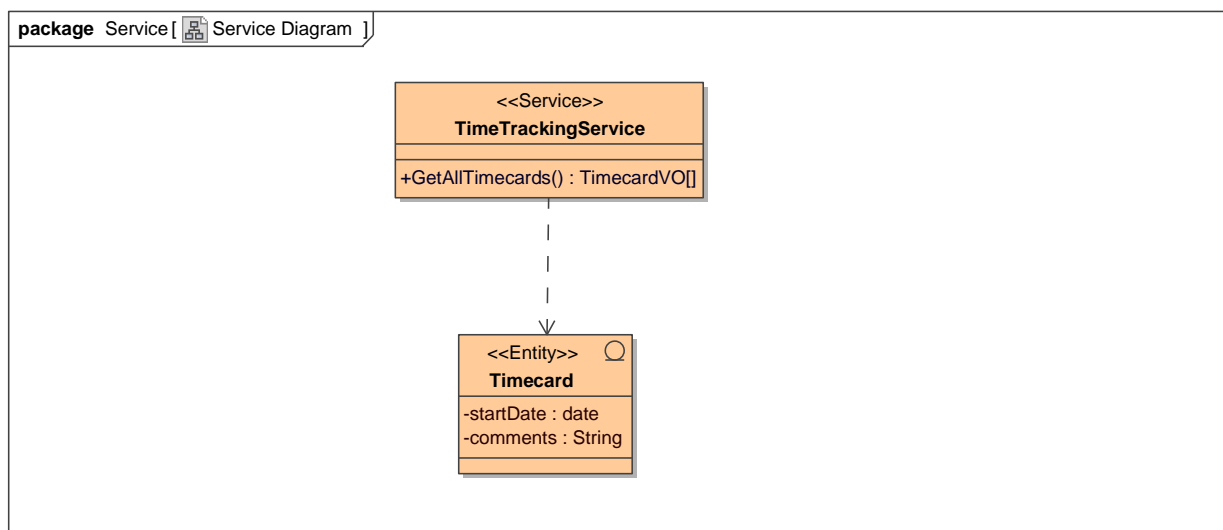 package Service[ Service Diagram ]
<<Service>>
TimeTrackingService
+GetAllTimecards() : TimecardVO[]
<<Entity>>
Timecard
-startDate : date
-comments : String